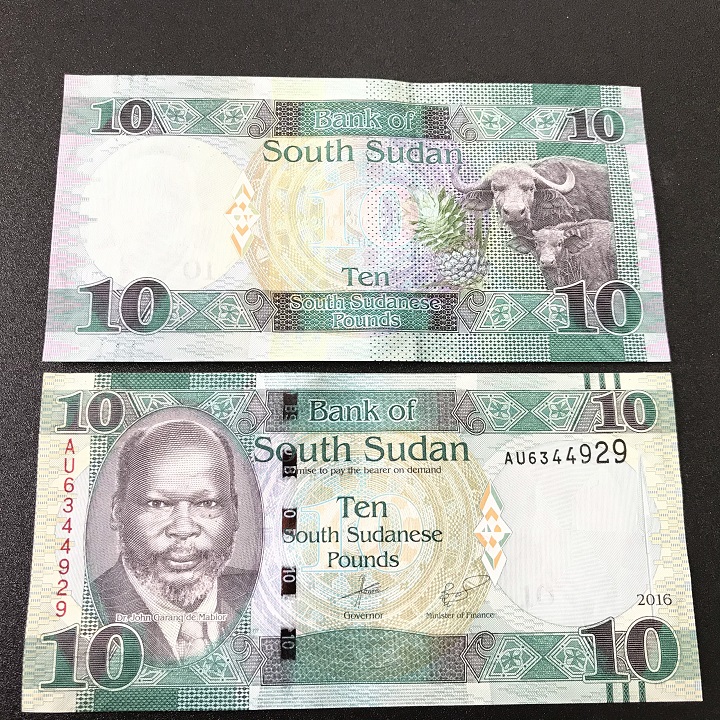 10
Bank of
10
South Sudan
10
Ten
South Sudanese
Pounds
10
10
10
Bank of
10
South Sudan
AU6344929
promise to pay the bearer on demand
AU6344929
Ten
South Sudanese
Pounds
Governor
Minister of Finance
2016
Dr. John Garang de Mabior
10
10